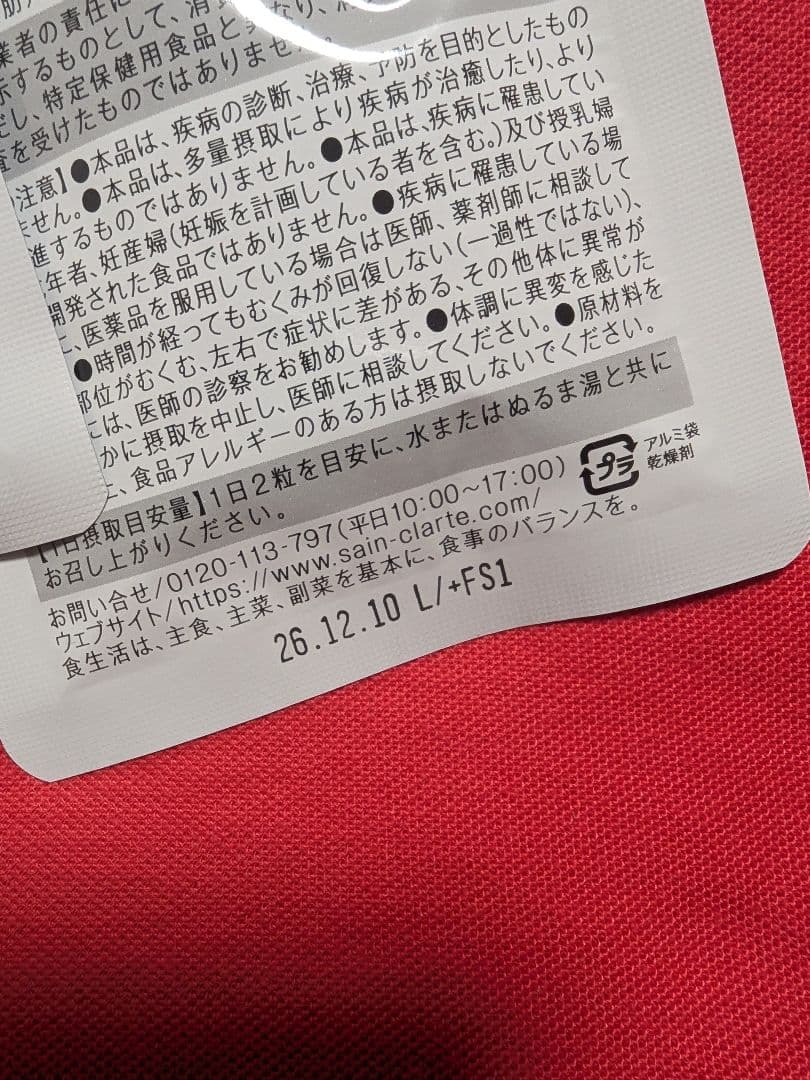 業者の責任に
示するものとして、消
だし、特定保健用食品と異なり、
査を受けたものではありません。
注意】●本品は、疾病の診断、治療、予防を目的としたもの
ません。●本品は、多量摂取により疾病が治癒したり、より
進するものではありません。●本品は、疾病に罹患してい
年者、妊産婦(妊娠を計画している者を含む。)及び授乳婦
開発された食品ではありません。●疾病に罹患している場
に、医薬品を服用している場合は医師、薬剤師に相談して
●時間が経ってもむくみが回復しない(一過性ではない)、
部位がむくむ、左右で症状に差がある、その他体に異常が
には、医師の診察をお勧めします。●体調に異変を感じた
かに摂取を中止し、医師に相談してください。●原材料を
、食品アレルギーのある方は摂取しないでください。
【1日摂取目安量】1日2粒を目安に、水またはぬるま湯と共に
お召し上がりください。
お問い合せ/0120-113-797(平日10:00~17:00)
ウェブサイト/https://www.sain-clarte.com/
食生活は、主食、主菜、副菜を基本に、食事のバランスを。
プラ
アルミ袋
乾燥剤
26.12.10 L/+FS1